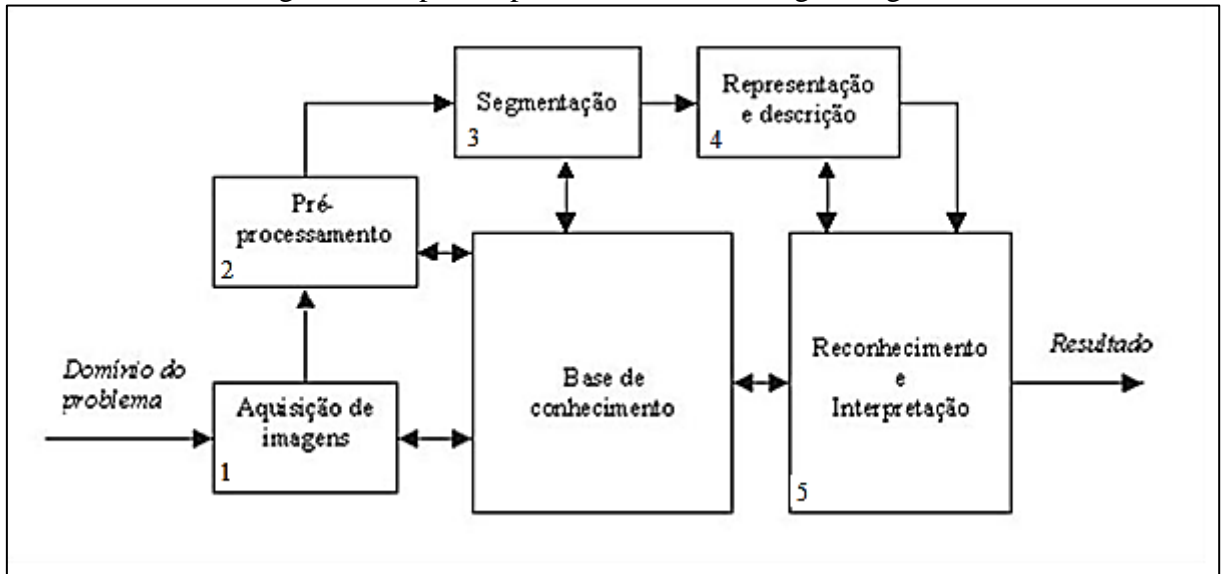 Segmentação
3
Representação
e descrição
4
Pré-
processamento
2
Domínio do
problema
Aquisição de
imagens
1
Base de
conhecimento
Reconhecimento
e
Interpretação
5
Resultado